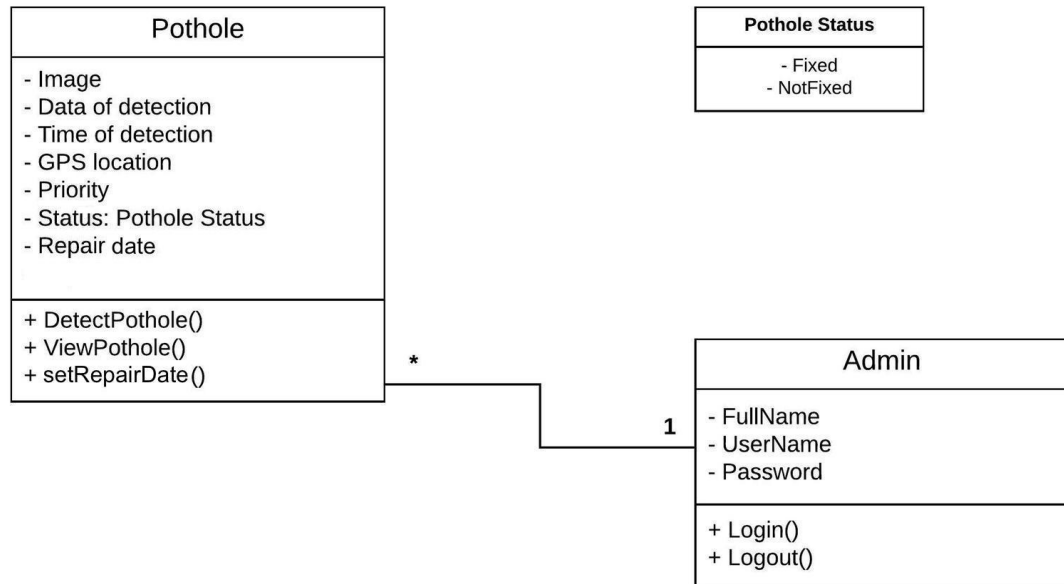 Pothole
- Image
- Data of detection
- Time of detection
- GPS location
- Priority
- Status: Pothole Status
- Repair date
+ DetectPothole()
+ ViewPothole()
+ setRepairDate()
Pothole Status
- Fixed
- NotFixed
*
1
Admin
- FullName
- UserName
- Password
+ Login()
+ Logout()